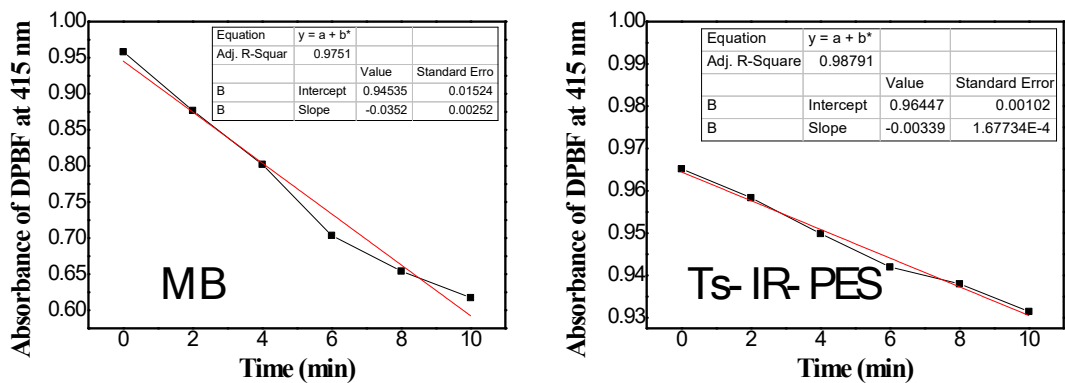 Absorbance of DPBF at 415 nm
1.00
0.95
0.90
0.85
0.80
0.75
0.70
0.65
0.60
Equation y = a + b*
Adj. R-Squar 0.9751
Value Standard Erro
B Intercept 0.94535 0.01524
B Slope -0.0352 0.00252
MB
0 2 4 6 8 10
Time (min)
Absorbance of DPBF at 415 nm
1.00
0.99
0.98
0.97
0.96
0.95
0.94
0.93
Equation y = a + b*
Adj. R-Square 0.98791
Value Standard Error
B Intercept 0.96447 0.00102
B Slope -0.00339 1.67734E-4
Ts-IR-PES
0 2 4 6 8 10
Time (min)